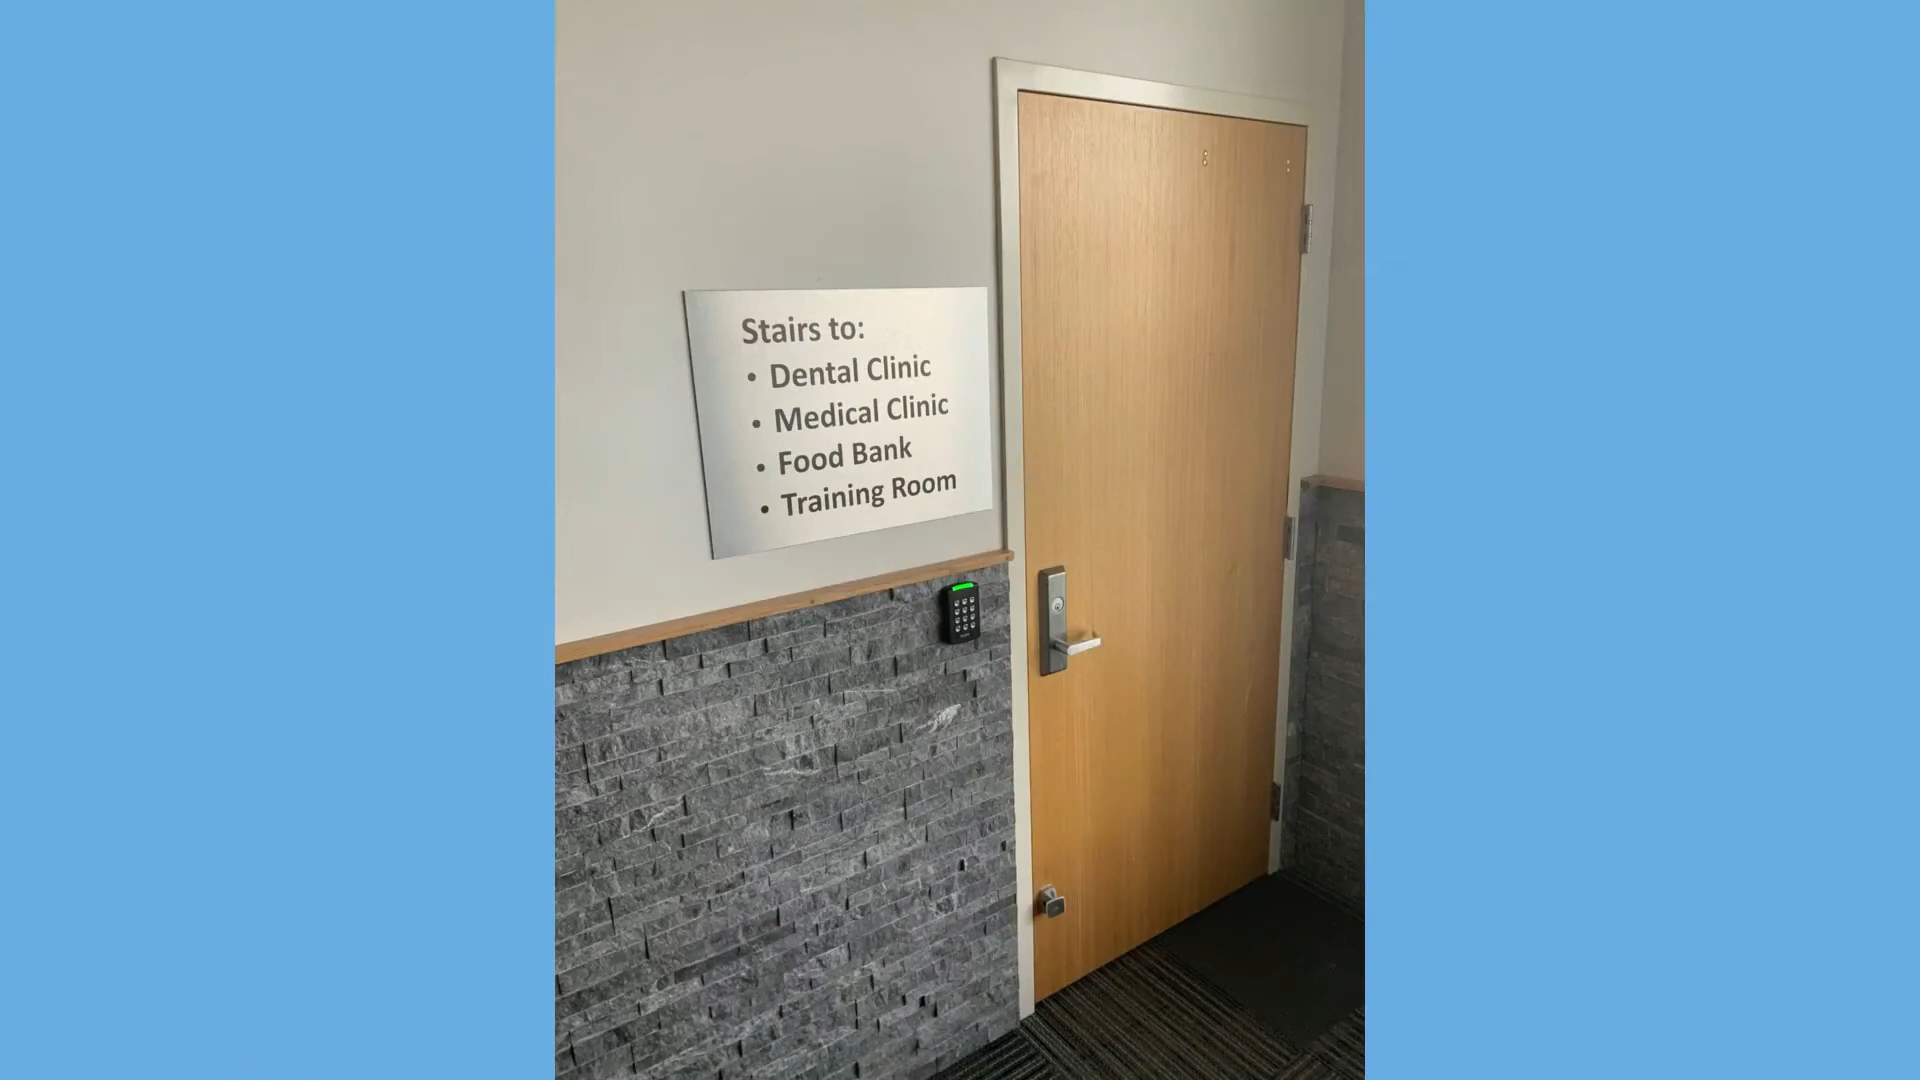 Stairs to:
• Dental Clinic
• Medical Clinic
• Food Bank
• Training Room